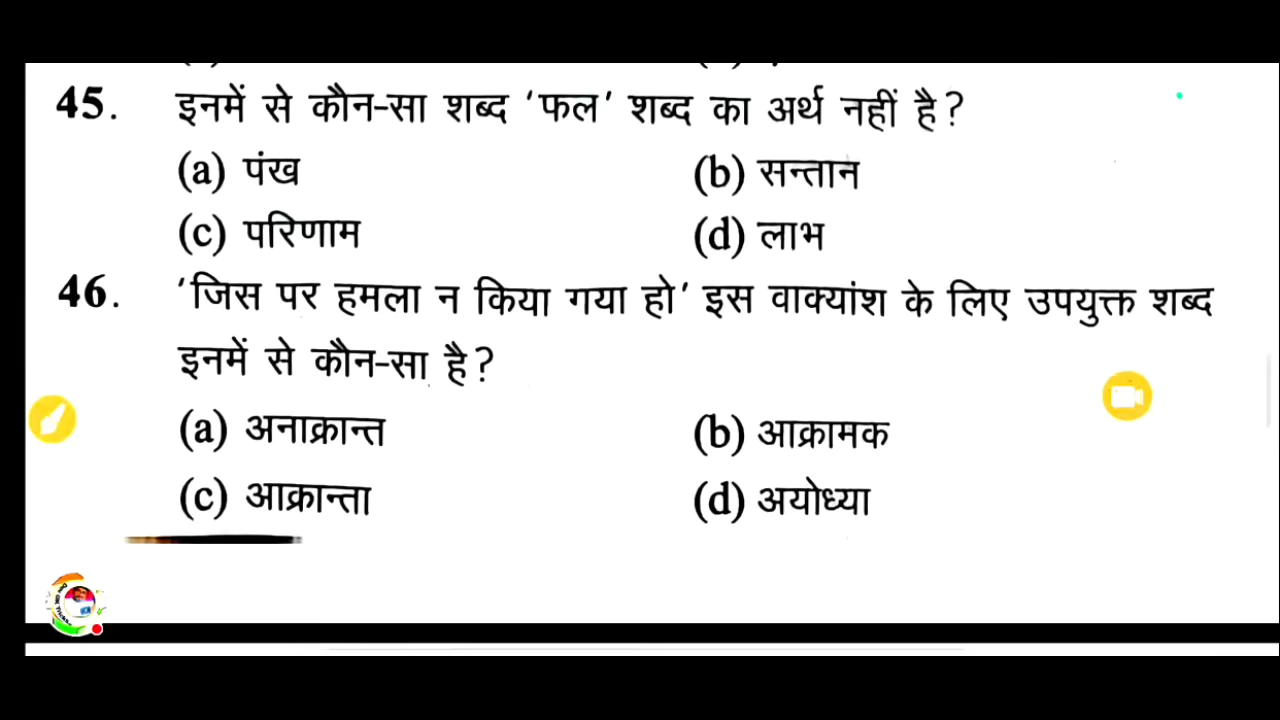 45. इनमें से कौन-सा शब्द 'फल' शब्द का अर्थ नहीं है?
(a) पंख (b) सन्तान
(c) परिणाम (d) लाभ
46. 'जिस पर हमला न किया गया हो' इस वाक्यांश के लिए उपयुक्त शब्द
इनमें से कौन-सा है?
(a) अनाक्रान्त (b) आक्रामक
(c) आक्रान्ता (d) अयोध्या